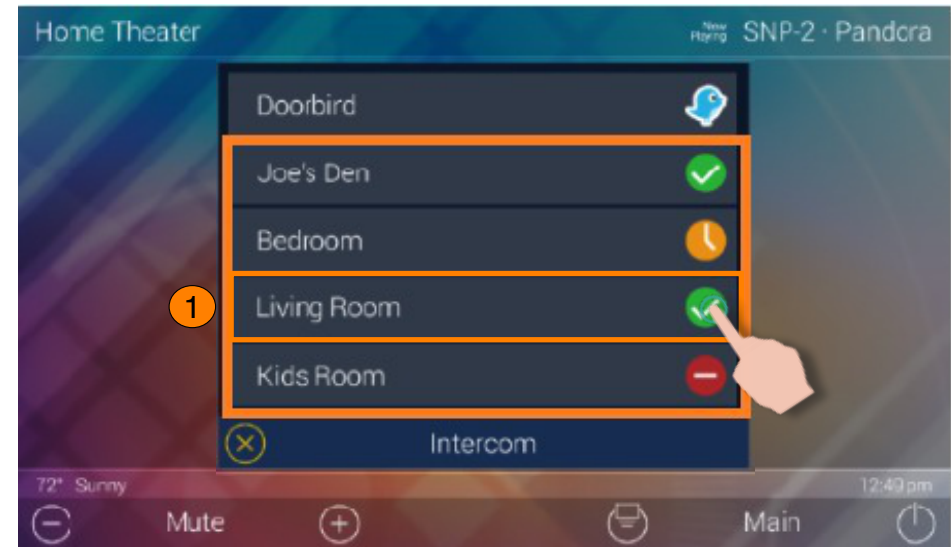 Home Theater
Now Playing SNP-2 · Pandora
Doorbird
Joe's Den
Bedroom
1 Living Room
Kids Room
Intercom
72° Sunny
12:49 pm
Mute
Main